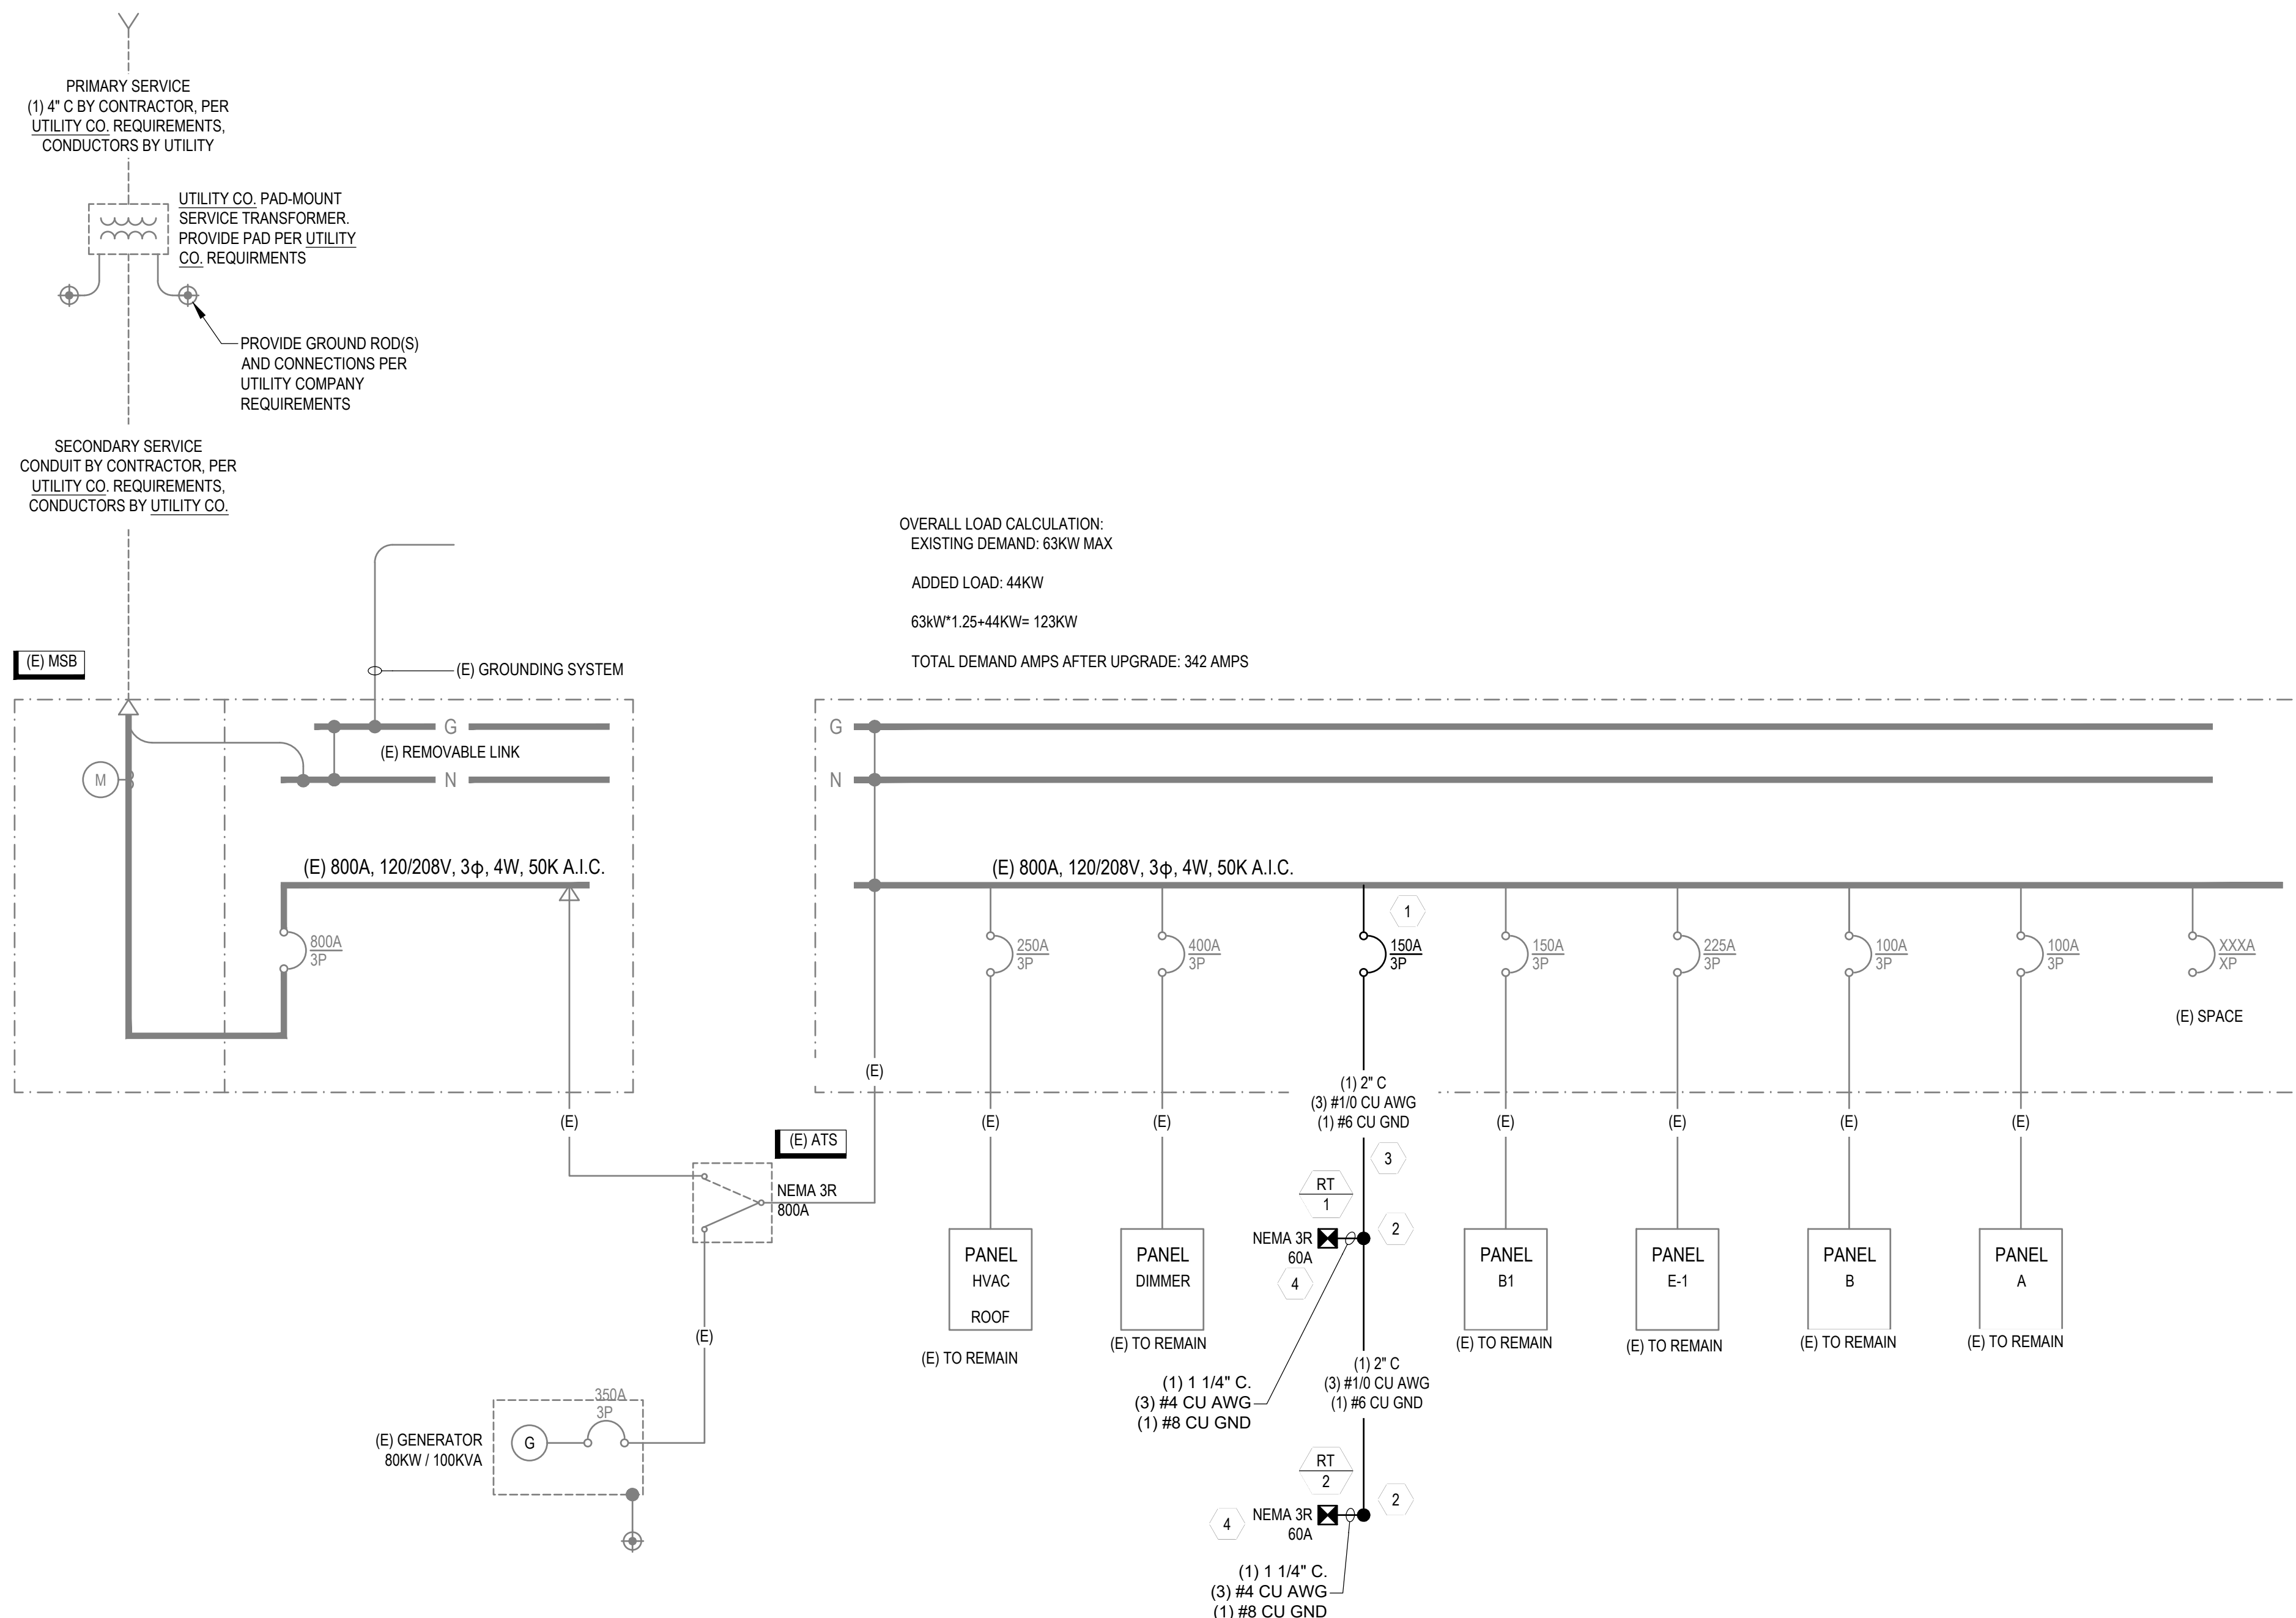 PRIMARY SERVICE
(1) 4" C BY CONTRACTOR, PER
UTILITY CO. REQUIREMENTS,
CONDUCTORS BY UTILITY
UTILITY CO. PAD-MOUNT
SERVICE TRANSFORMER.
PROVIDE PAD PER UTILITY
CO. REQUIRMENTS
PROVIDE GROUND ROD(S)
AND CONNECTIONS PER
UTILITY COMPANY
REQUIREMENTS
SECONDARY SERVICE
CONDUIT BY CONTRACTOR, PER
UTILITY CO. REQUIREMENTS,
CONDUCTORS BY UTILITY CO.
OVERALL LOAD CALCULATION:
EXISTING DEMAND: 63KW MAX
ADDED LOAD: 44KW
63kW*1.25+44KW= 123KW
TOTAL DEMAND AMPS AFTER UPGRADE: 342 AMPS
(E) MSB
(E) GROUNDING SYSTEM
G
(E) REMOVABLE LINK
N
M
(E) 800A, 120/208V, 3ϕ, 4W, 50K A.I.C.
800A
3P
(E)
G
N
(E) 800A, 120/208V, 3ϕ, 4W, 50K A.I.C.
1
250A
3P
400A
3P
150A
3P
150A
3P
225A
3P
100A
3P
100A
3P
XXXA
XP
(E) SPACE
(E)
(1) 2" C
(3) #1/0 CU AWG
(1) #6 CU GND
(E)
(E)
(E)
(E)
(E)
(E)
(E) ATS
NEMA 3R
800A
3
RT
1
2
NEMA 3R
60A
4
PANEL
HVAC
ROOF
(E) TO REMAIN
PANEL
DIMMER
(E) TO REMAIN
PANEL
B1
(E) TO REMAIN
PANEL
E-1
(E) TO REMAIN
PANEL
B
(E) TO REMAIN
PANEL
A
(E) TO REMAIN
(E)
(1) 1 1/4" C.
(3) #4 CU AWG
(1) #8 CU GND
(1) 2" C
(3) #1/0 CU AWG
(1) #6 CU GND
350A
3P
G
(E) GENERATOR
80KW / 100KVA
RT
2
2
4
NEMA 3R
60A
(1) 1 1/4" C.
(3) #4 CU AWG
(1) #8 CU GND